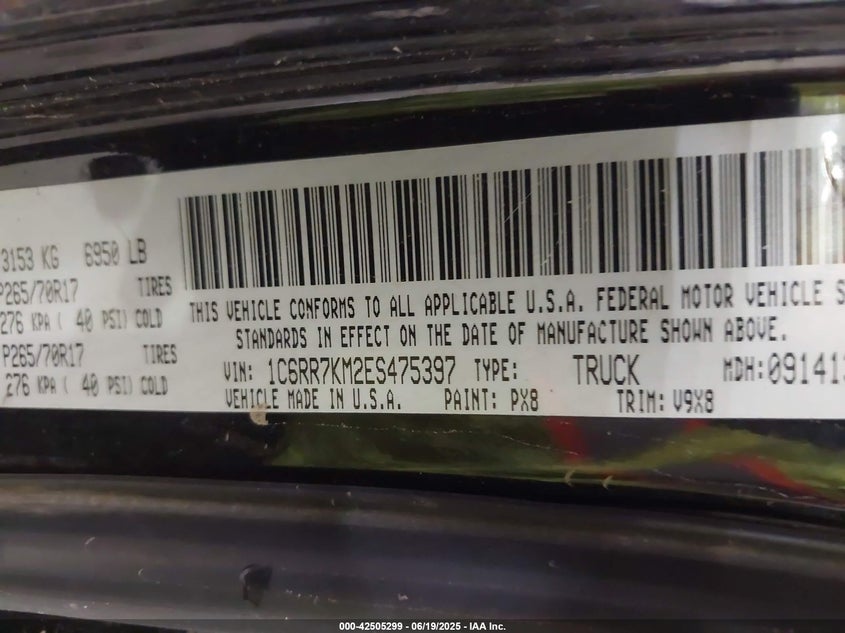 3153 KG 6950 LB
P265/70R17 TIRES
276 KPA ( 40 PSI) COLD
P265/70R17 TIRES
276 KPA ( 40 PSI) COLD
THIS VEHICLE CONFORMS TO ALL APPLICABLE U.S.A. FEDERAL MOTOR VEHICLE S
STANDARDS IN EFFECT ON THE DATE OF MANUFACTURE SHOWN ABOVE.
VIN: 1C6RR7KM2ES475397 TYPE: TRUCK MDH:091413
VEHICLE MADE IN U.S.A. PAINT: PX8 TRIM: V9X8
000-42505299 - 06/19/2025 - IAA Inc.